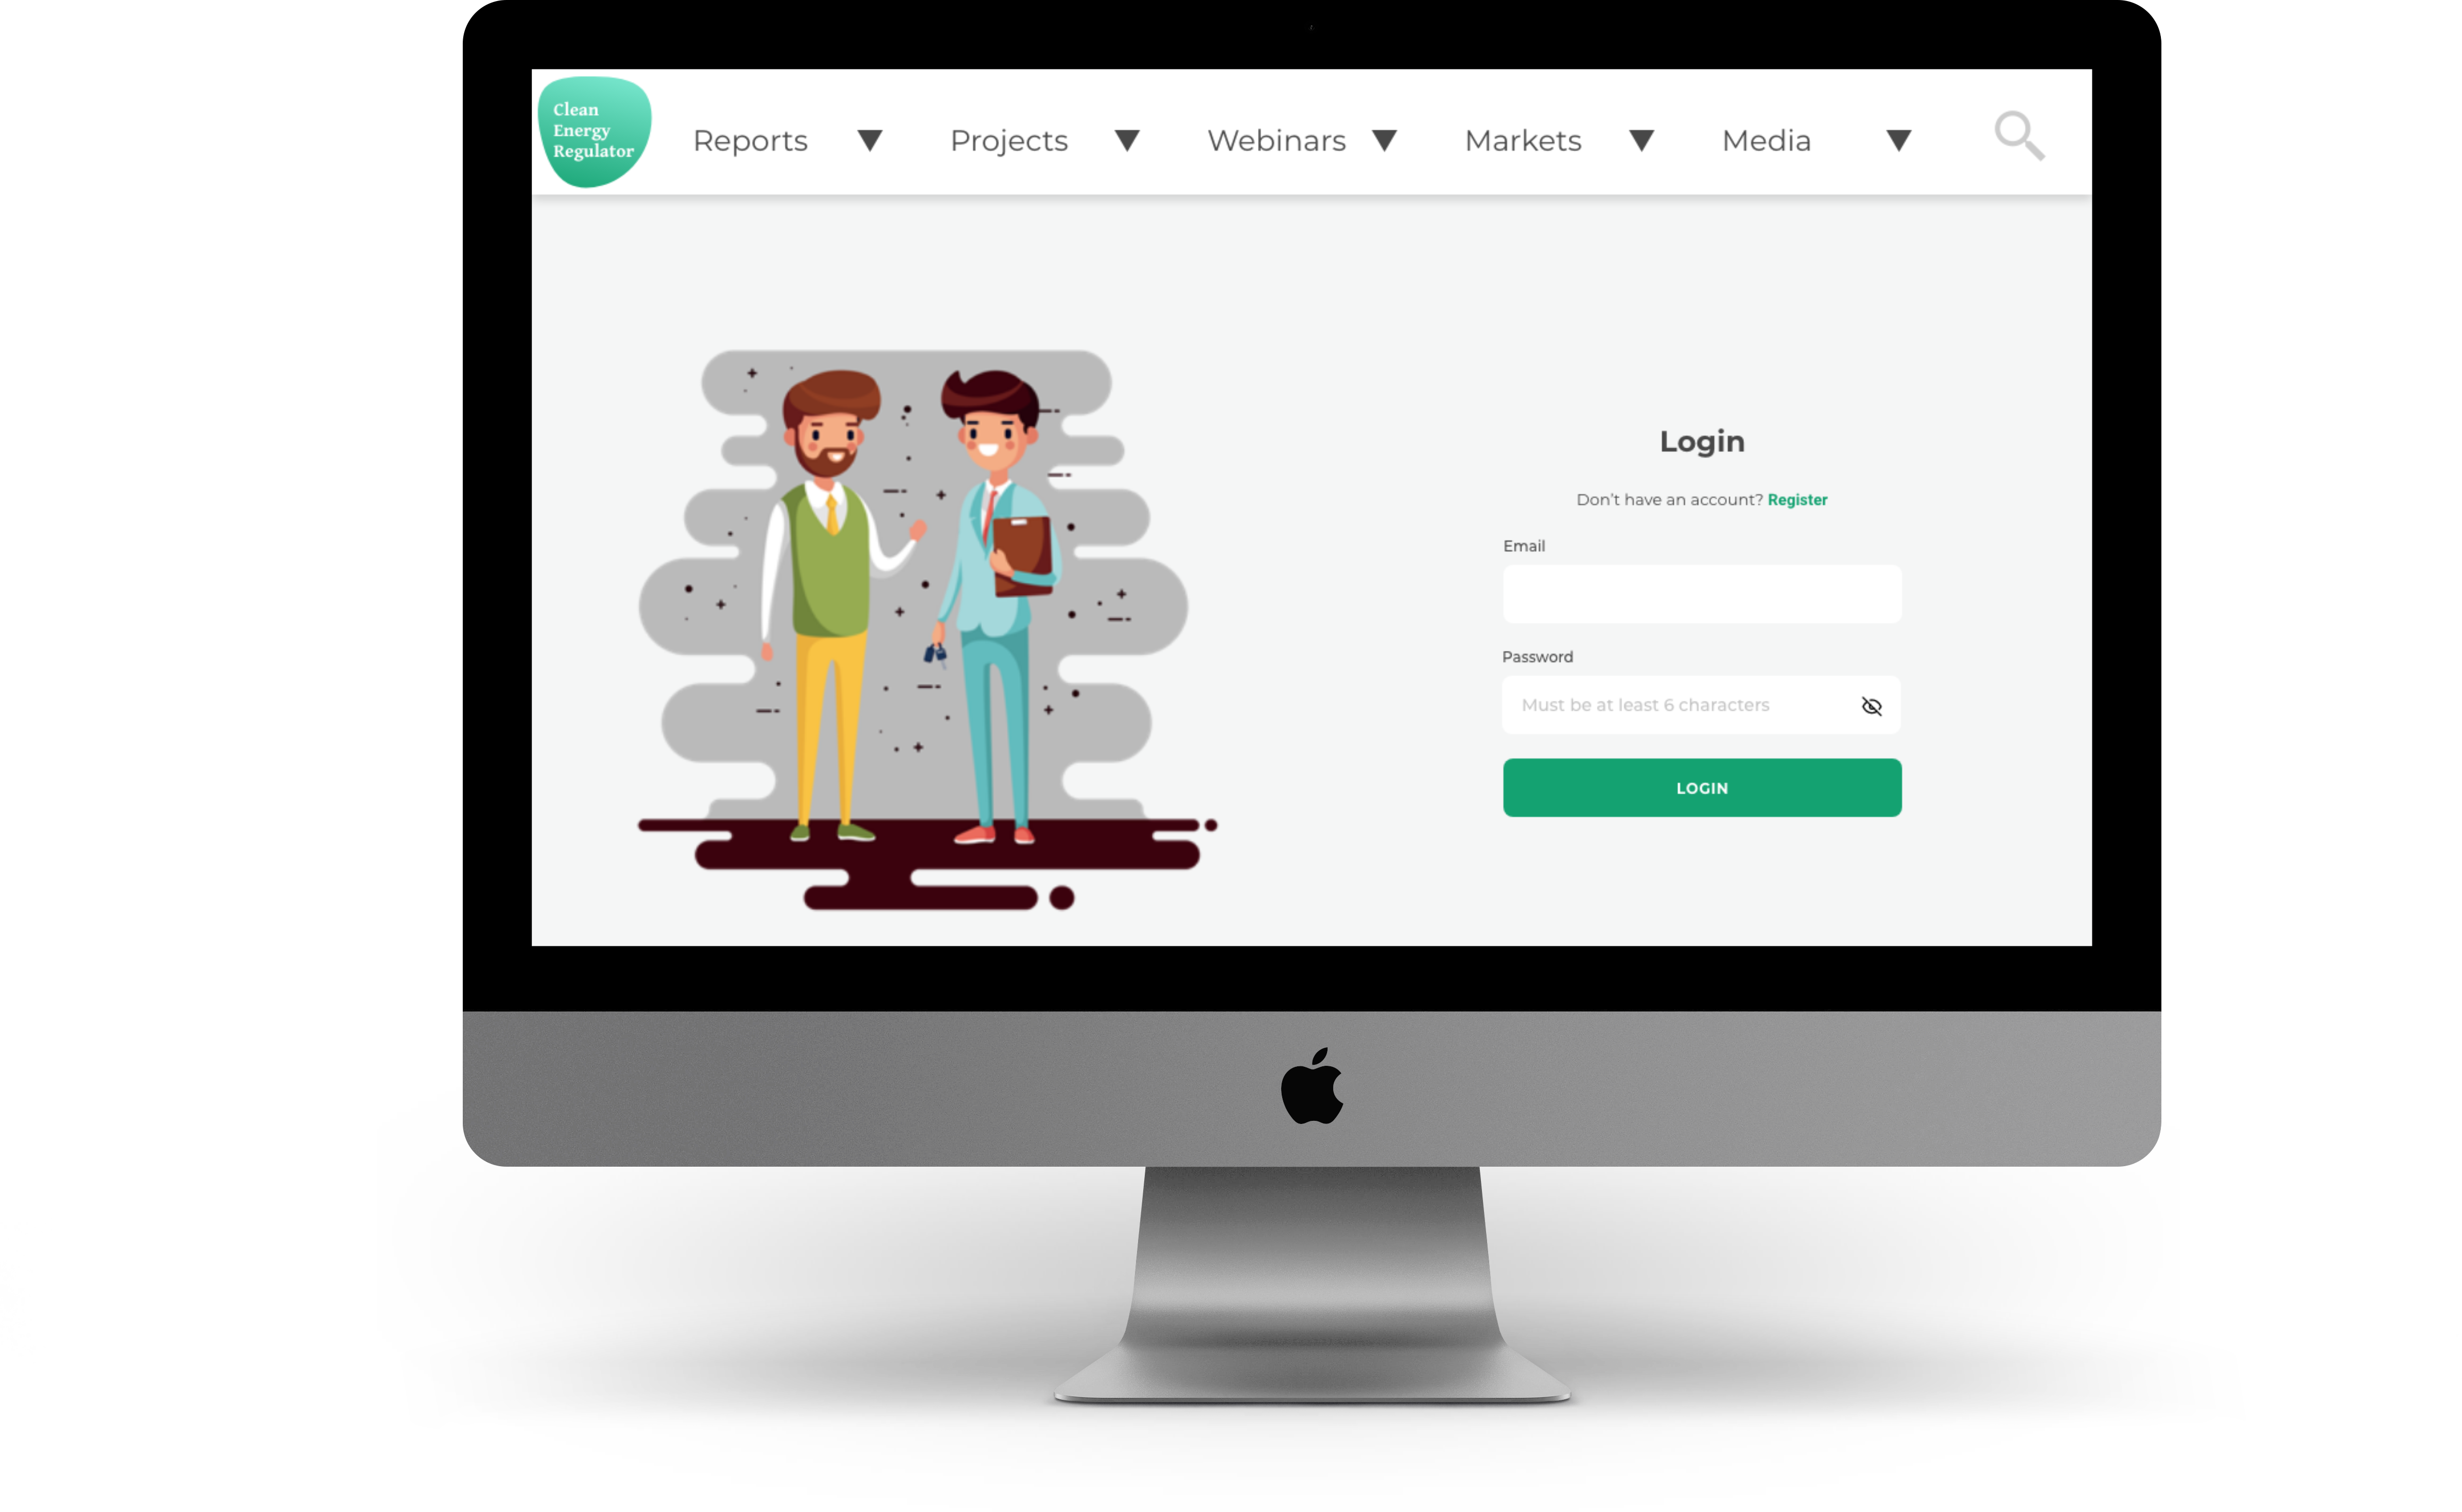 Clean
Energy
Regulator
Reports
Projects
Webinars
Markets
Media
Login
Don't have an account? Register
Email
Password
Must be at least 6 characters
LOGIN